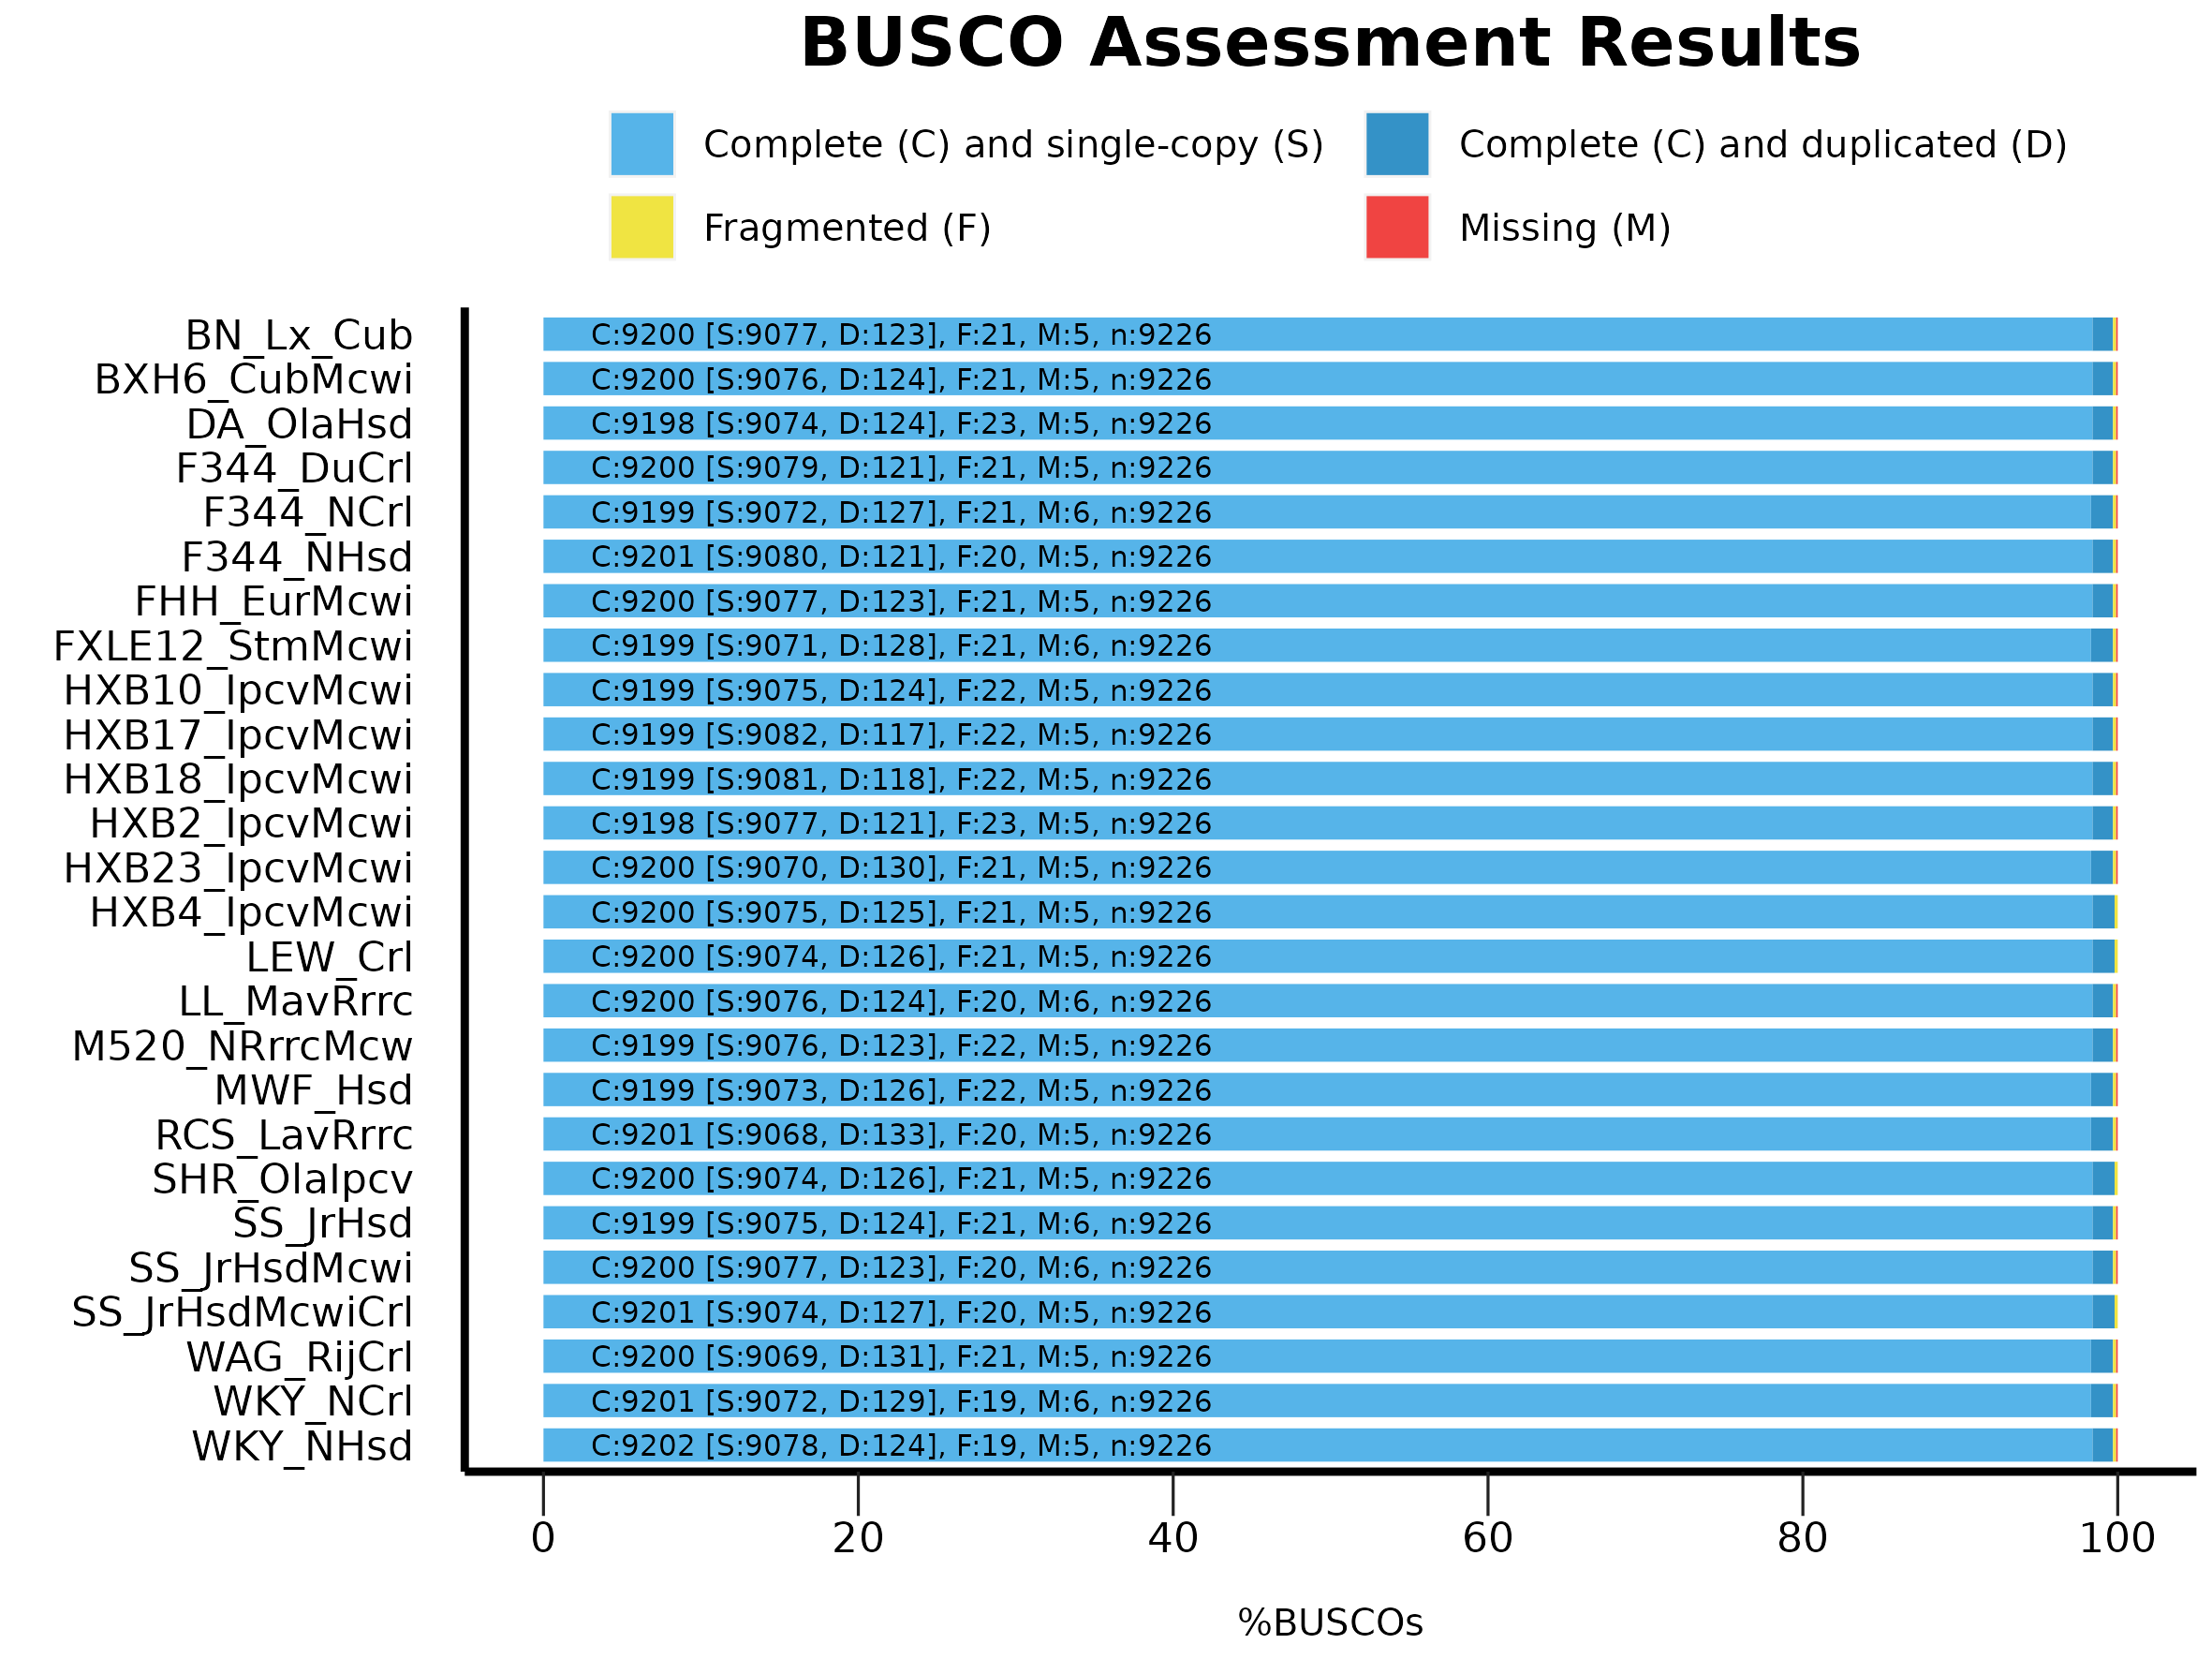 BUSCO Assessment Results
Complete (C) and single-copy (S) Complete (C) and duplicated (D)
Fragmented (F) Missing (M)
BN_Lx_Cub C:9200 [S:9077, D:123], F:21, M:5, n:9226
BXH6_CubMcwi C:9200 [S:9076, D:124], F:21, M:5, n:9226
DA_OlaHsd C:9198 [S:9074, D:124], F:23, M:5, n:9226
F344_DuCrl C:9200 [S:9079, D:121], F:21, M:5, n:9226
F344_NCrl C:9199 [S:9072, D:127], F:21, M:6, n:9226
F344_NHsd C:9201 [S:9080, D:121], F:20, M:5, n:9226
FHH_EurMcwi C:9200 [S:9077, D:123], F:21, M:5, n:9226
FXLE12_StmMcwi C:9199 [S:9071, D:128], F:21, M:6, n:9226
HXB10_IpcvMcwi C:9199 [S:9075, D:124], F:22, M:5, n:9226
HXB17_IpcvMcwi C:9199 [S:9082, D:117], F:22, M:5, n:9226
HXB18_IpcvMcwi C:9199 [S:9081, D:118], F:22, M:5, n:9226
HXB2_IpcvMcwi C:9198 [S:9077, D:121], F:23, M:5, n:9226
HXB23_IpcvMcwi C:9200 [S:9070, D:130], F:21, M:5, n:9226
HXB4_IpcvMcwi C:9200 [S:9075, D:125], F:21, M:5, n:9226
LEW_Crl C:9200 [S:9074, D:126], F:21, M:5, n:9226
LL_MavRrrc C:9200 [S:9076, D:124], F:20, M:6, n:9226
M520_NRrrcMcw C:9199 [S:9076, D:123], F:22, M:5, n:9226
MWF_Hsd C:9199 [S:9073, D:126], F:22, M:5, n:9226
RCS_LavRrrc C:9201 [S:9068, D:133], F:20, M:5, n:9226
SHR_OlaIpcv C:9200 [S:9074, D:126], F:21, M:5, n:9226
SS_JrHsd C:9199 [S:9075, D:124], F:21, M:6, n:9226
SS_JrHsdMcwi C:9200 [S:9077, D:123], F:20, M:6, n:9226
SS_JrHsdMcwiCrl C:9201 [S:9074, D:127], F:20, M:5, n:9226
WAG_RijCrl C:9200 [S:9069, D:131], F:21, M:5, n:9226
WKY_NCrl C:9201 [S:9072, D:129], F:19, M:6, n:9226
WKY_NHsd C:9202 [S:9078, D:124], F:19, M:5, n:9226
0 20 40 60 80 100
%BUSCOs